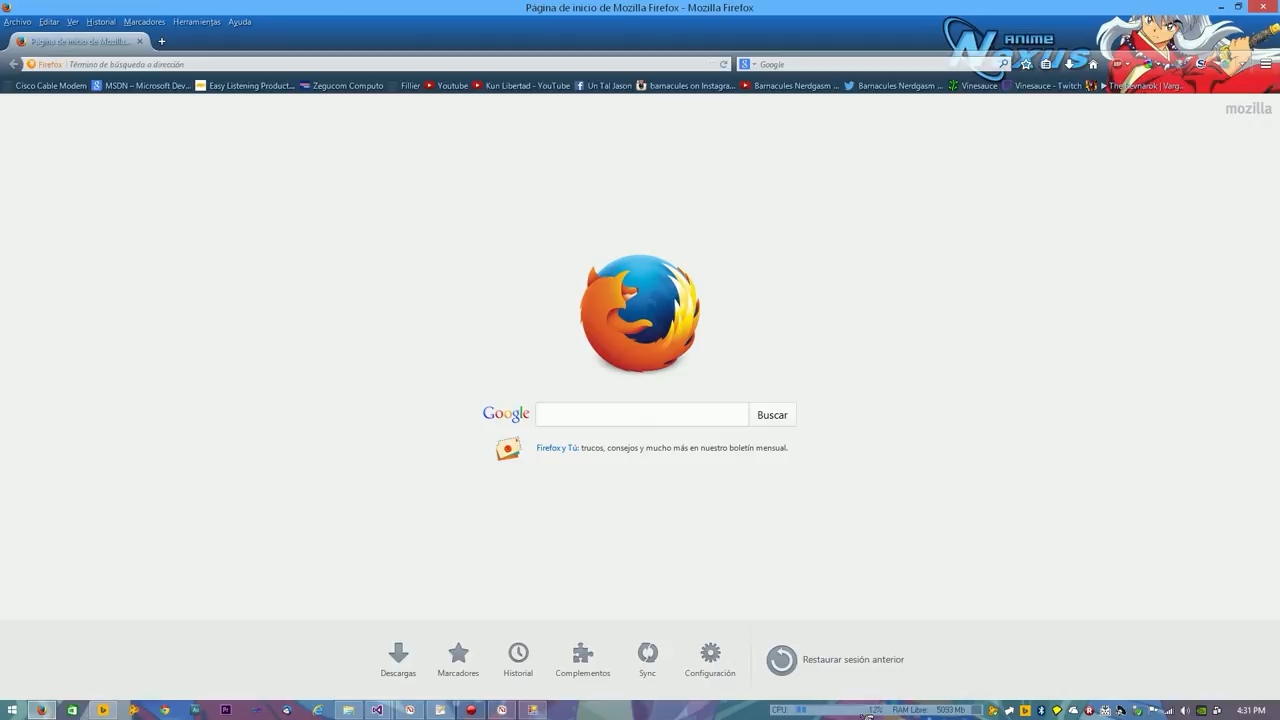 Página de inicio de Mozilla Firefox - Mozilla Firefox
Archivo Editar Ver Historial Marcadores Herramientas Ayuda
ANIME
Nexus
Página de inicio de Mozilla...
Firefox Término de búsqueda o dirección
Google
Cisco Cable Modem MSDN – Microsoft Dev... Easy Listening Product... Zegucom Computo Fillier Youtube Kun Libertad - YouTube Un Tal Jason barnacules on Instagra... Barnacules Nerdgasm ... Barnacules Nerdgasm ... Vinesauce Vinesauce - Twitch
mozilla
Google Buscar
Firefox y Tú: trucos, consejos y mucho más en nuestro boletín mensual.
Descargas Marcadores Historial Complementos Sync Configuración Restaurar sesión anterior
CPU: 12% RAM Libre: 5093 Mb 4:31 PM